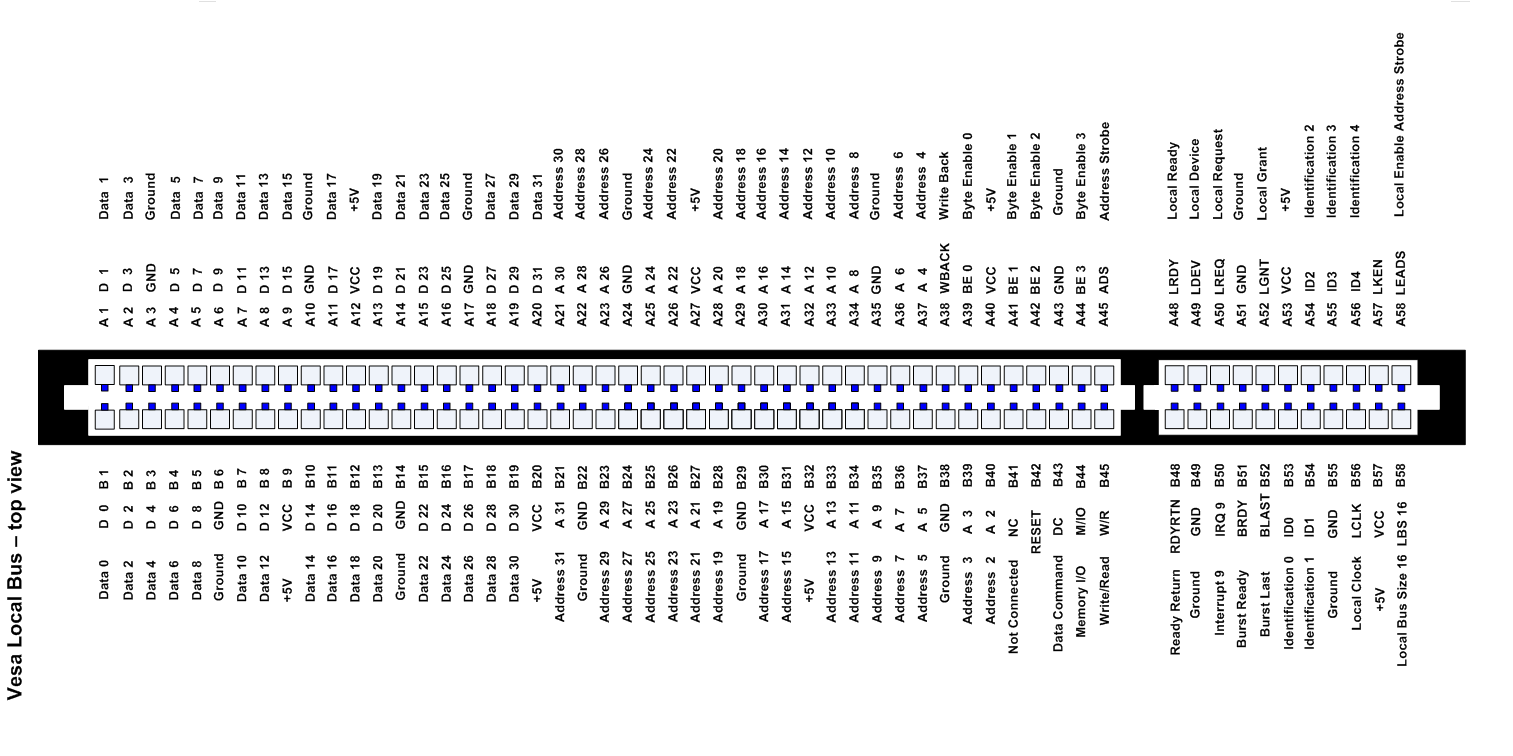 Vesa Local Bus – top view
A 1 D 1 Data 1
A 2 D 3 Data 3
A 3 GND Ground
A 4 D 5 Data 5
A 5 D 7 Data 7
A 6 D 9 Data 9
A 7 D 11 Data 11
A 8 D 13 Data 13
A 9 D 15 Data 15
A10 GND Ground
A11 D 17 Data 17
A12 VCC +5V
A13 D 19 Data 19
A14 D 21 Data 21
A15 D 23 Data 23
A16 D 25 Data 25
A17 GND Ground
A18 D 27 Data 27
A19 D 29 Data 29
A20 D 31 Data 31
A21 A 30 Address 30
A22 A 28 Address 28
A23 A 26 Address 26
A24 GND Ground
A25 A 24 Address 24
A26 A 22 Address 22
A27 VCC +5V
A28 A 20 Address 20
A29 A 18 Address 18
A30 A 16 Address 16
A31 A 14 Address 14
A32 A 12 Address 12
A33 A 10 Address 10
A34 A 8 Address 8
A35 GND Ground
A36 A 6 Address 6
A37 A 4 Address 4
A38 WBACK Write Back
A39 BE 0 Byte Enable 0
A40 VCC +5V
A41 BE 1 Byte Enable 1
A42 BE 2 Byte Enable 2
A43 GND Ground
A44 BE 3 Byte Enable 3
A45 ADS Address Strobe
A48 LRDY Local Ready
A49 LDEV Local Device
A50 LREQ Local Request
A51 GND Ground
A52 LGNT Local Grant
A53 VCC +5V
A54 ID2 Identification 2
A55 ID3 Identification 3
A56 ID4 Identification 4
A57 LKEN
A58 LEADS Local Enable Address Strobe
Data 0 D 0 B 1
Data 2 D 2 B 2
Data 4 D 4 B 3
Data 6 D 6 B 4
Data 8 D 8 B 5
Ground GND B 6
Data 10 D 10 B 7
Data 12 D 12 B 8
+5V VCC B 9
Data 14 D 14 B10
Data 16 D 16 B11
Data 18 D 18 B12
Data 20 D 20 B13
Ground GND B14
Data 22 D 22 B15
Data 24 D 24 B16
Data 26 D 26 B17
Data 28 D 28 B18
Data 30 D 30 B19
+5V VCC B20
Address 31 A 31 B21
Ground GND B22
Address 29 A 29 B23
Address 27 A 27 B24
Address 25 A 25 B25
Address 23 A 23 B26
Address 21 A 21 B27
Address 19 A 19 B28
Ground GND B29
Address 17 A 17 B30
Address 15 A 15 B31
+5V VCC B32
Address 13 A 13 B33
Address 11 A 11 B34
Address 9 A 9 B35
Address 7 A 7 B36
Address 5 A 5 B37
Ground GND B38
Address 3 A 3 B39
Address 2 A 2 B40
Not Connected NC B41
RESET B42
Data Command DC B43
Memory I/O M/IO B44
Write/Read W/R B45
Ready Return RDYRTN B48
Ground GND B49
Interrupt 9 IRQ 9 B50
Burst Ready BRDY B51
Burst Last BLAST B52
Identification 0 ID0 B53
Identification 1 ID1 B54
Ground GND B55
Local Clock LCLK B56
+5V VCC B57
Local Bus Size 16 LBS 16 B58